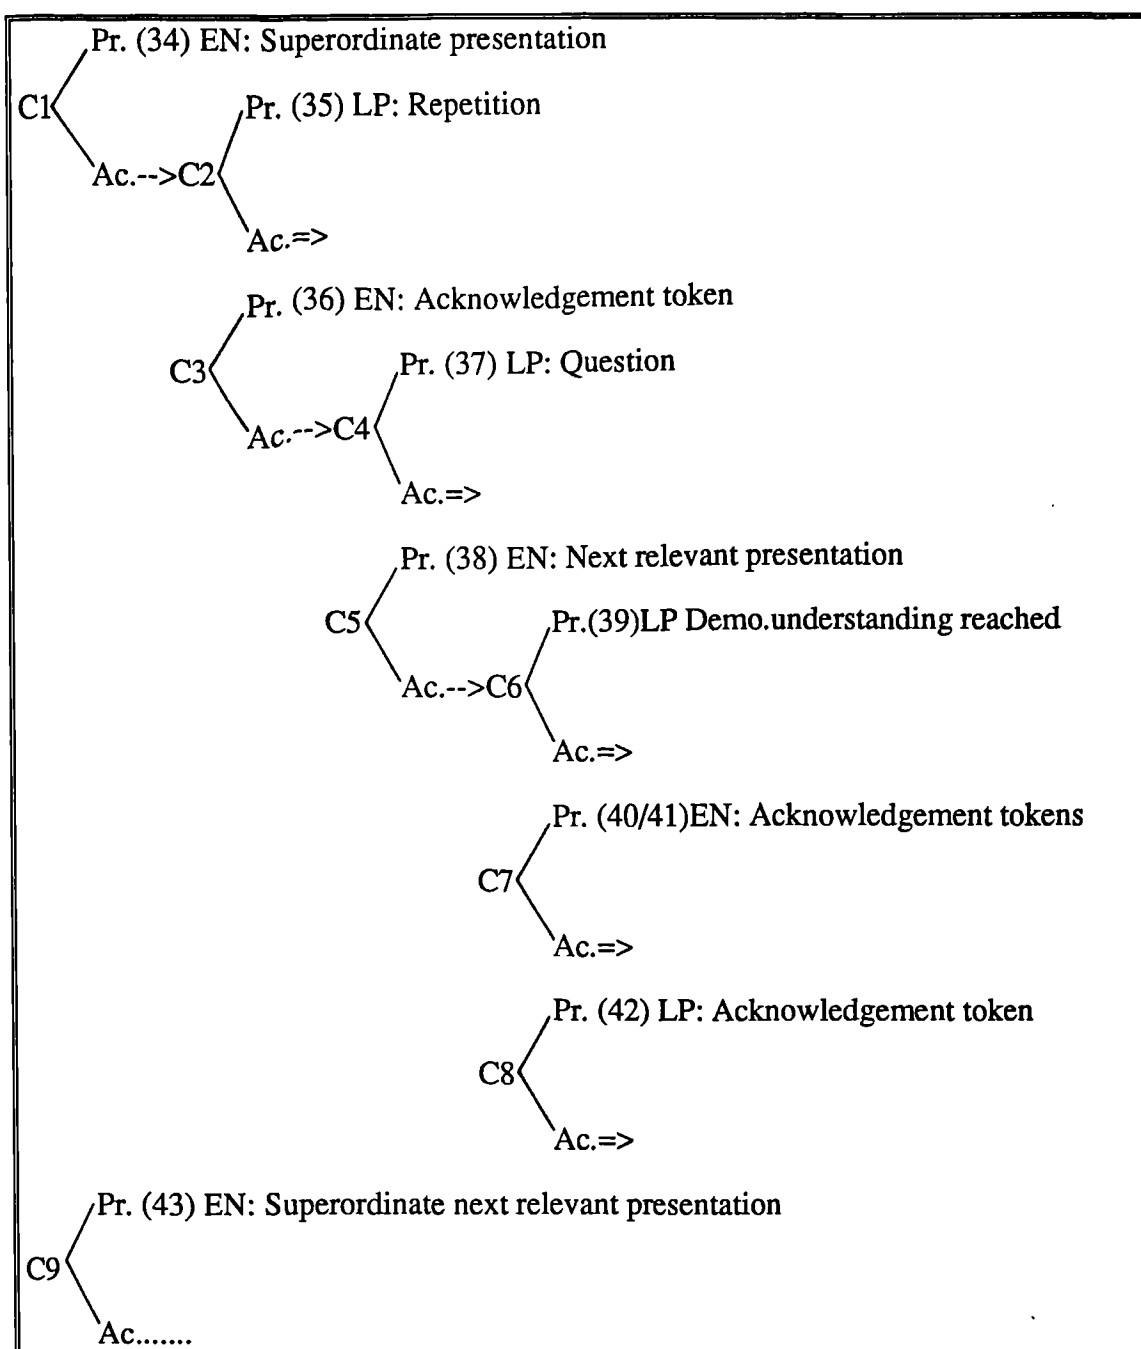 Pr. (34) EN: Superordinate presentation
C1 Pr. (35) LP: Repetition
Ac.-->C2
Ac.=>
Pr. (36) EN: Acknowledgement token
C3 Pr. (37) LP: Question
Ac.-->C4
Ac.=>
Pr. (38) EN: Next relevant presentation
C5 Pr.(39)LP Demo.understanding reached
Ac.-->C6
Ac.=>
Pr. (40/41)EN: Acknowledgement tokens
C7
Ac.=>
Pr. (42) LP: Acknowledgement token
C8
Ac.=>
Pr. (43) EN: Superordinate next relevant presentation
C9
Ac.......